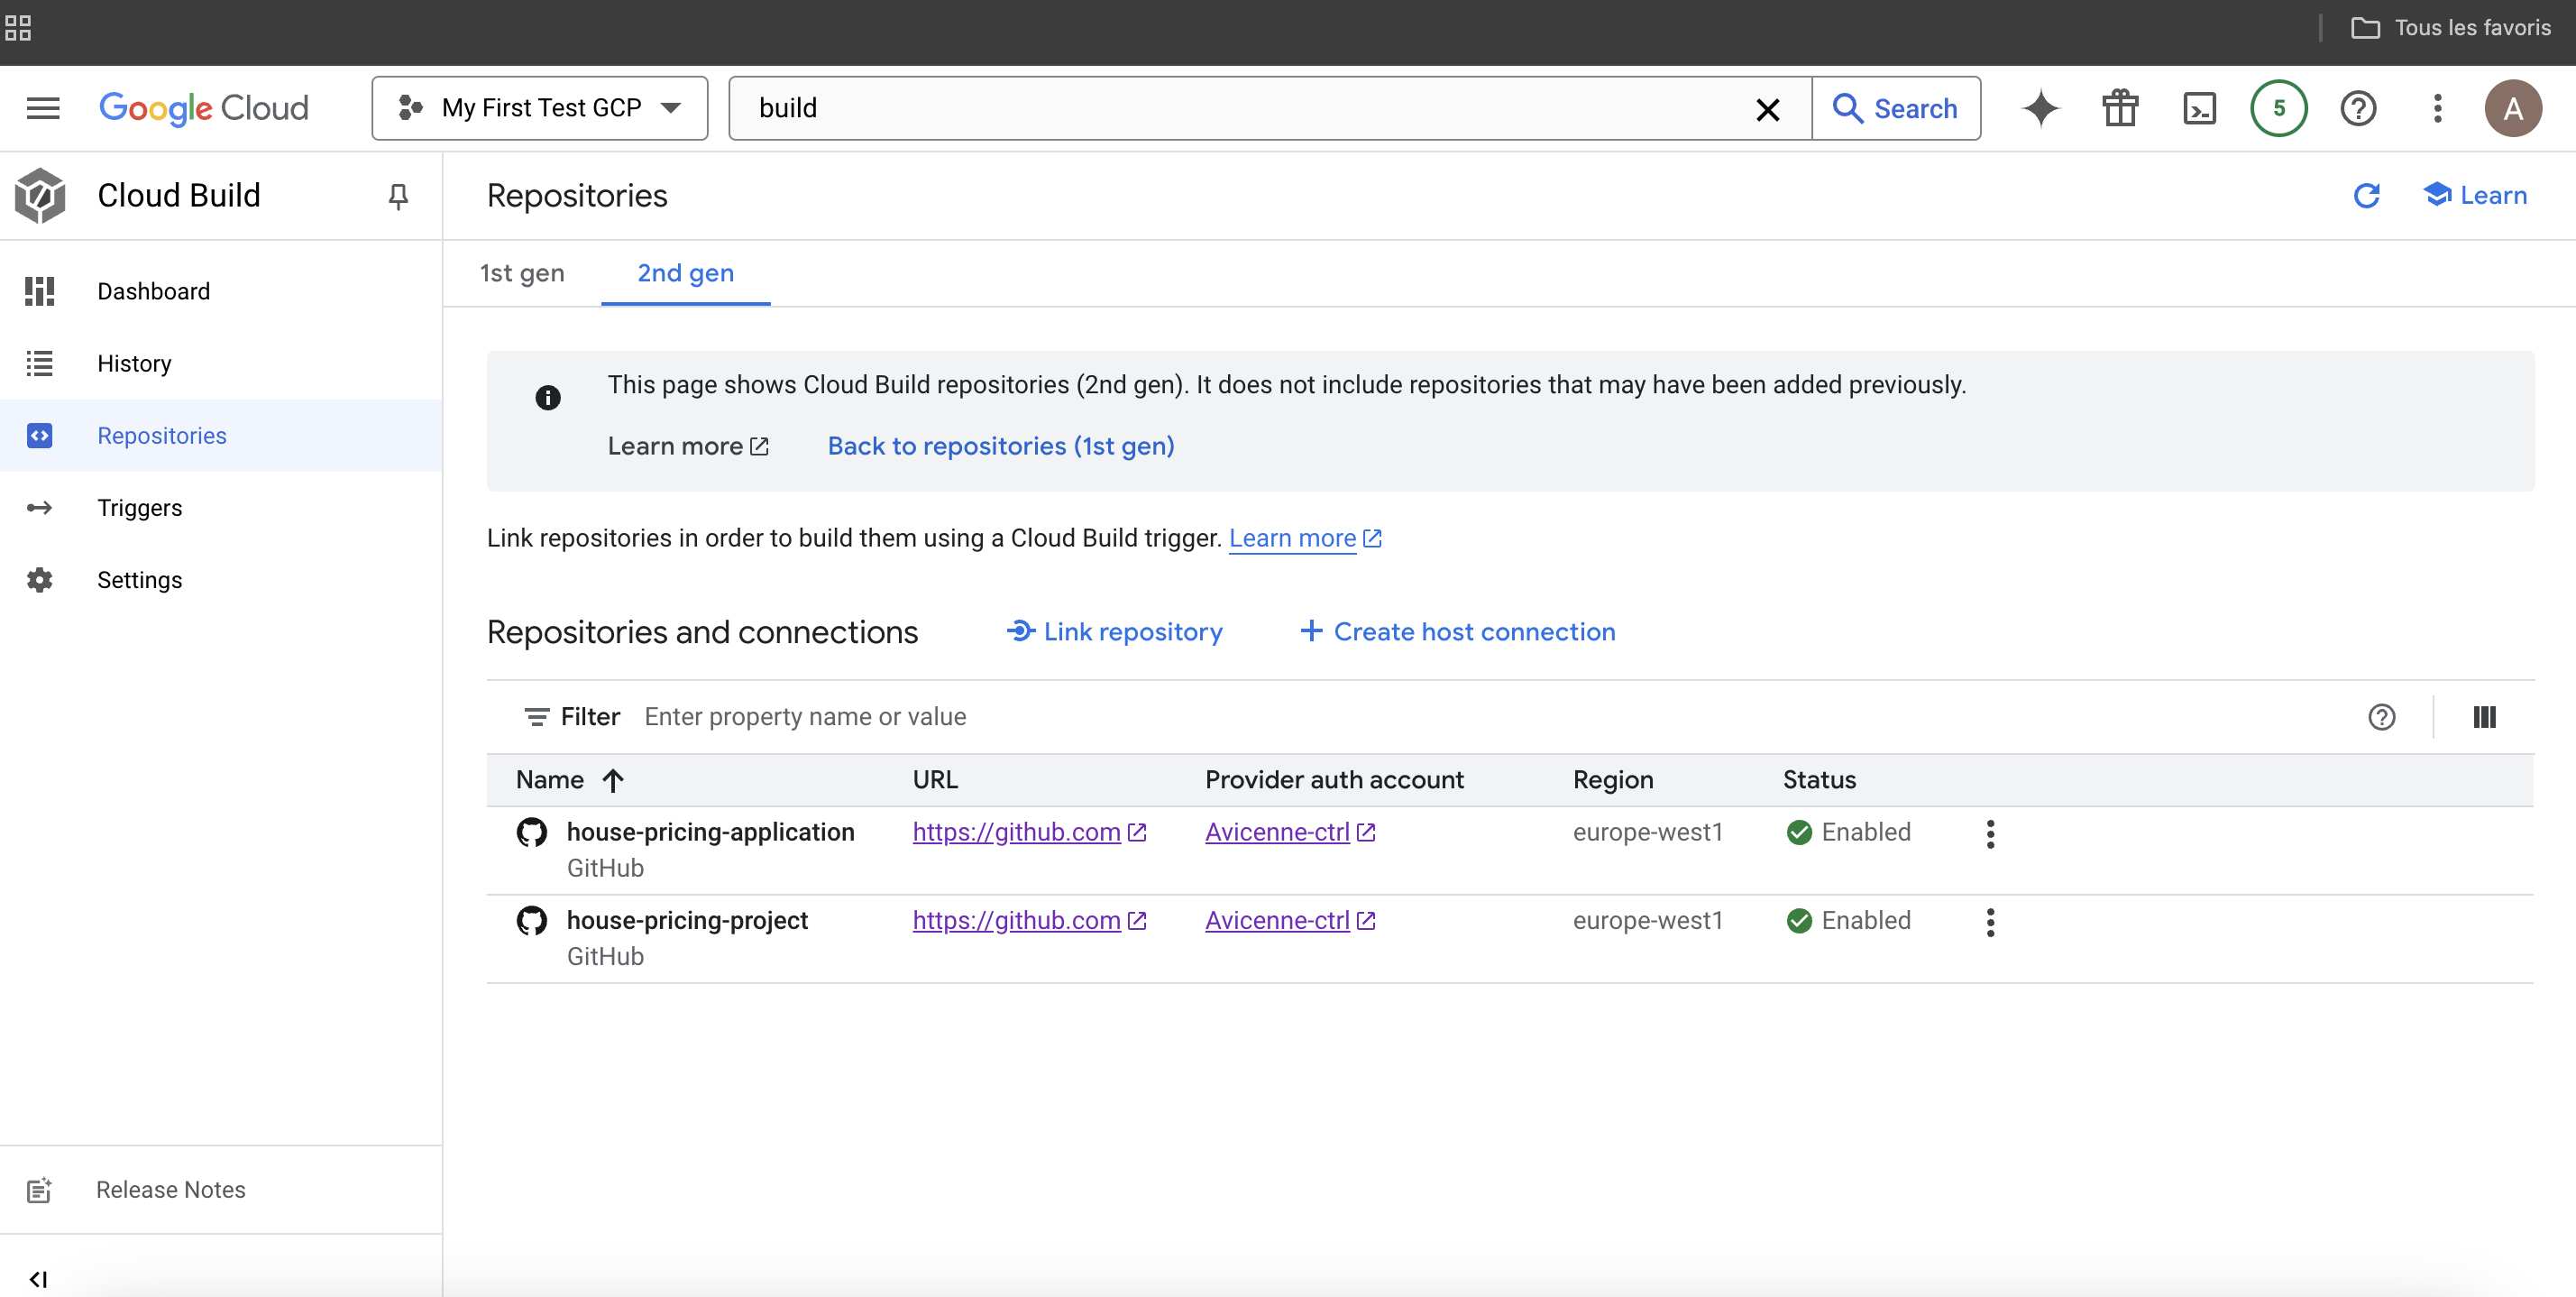 Tous les favoris
Google Cloud
My First Test GCP
build
Search
5
A
Cloud Build
Repositories
Learn
Dashboard
History
Repositories
Triggers
Settings
Release Notes
1st gen
2nd gen
This page shows Cloud Build repositories (2nd gen). It does not include repositories that may have been added previously.
Learn more
Back to repositories (1st gen)
Link repositories in order to build them using a Cloud Build trigger. Learn more
Repositories and connections
Link repository
Create host connection
Filter
Enter property name or value
Name URL Provider auth account Region Status
house-pricing-application https://github.com Avicenne-ctrl europe-west1 Enabled
GitHub
house-pricing-project https://github.com Avicenne-ctrl europe-west1 Enabled
GitHub